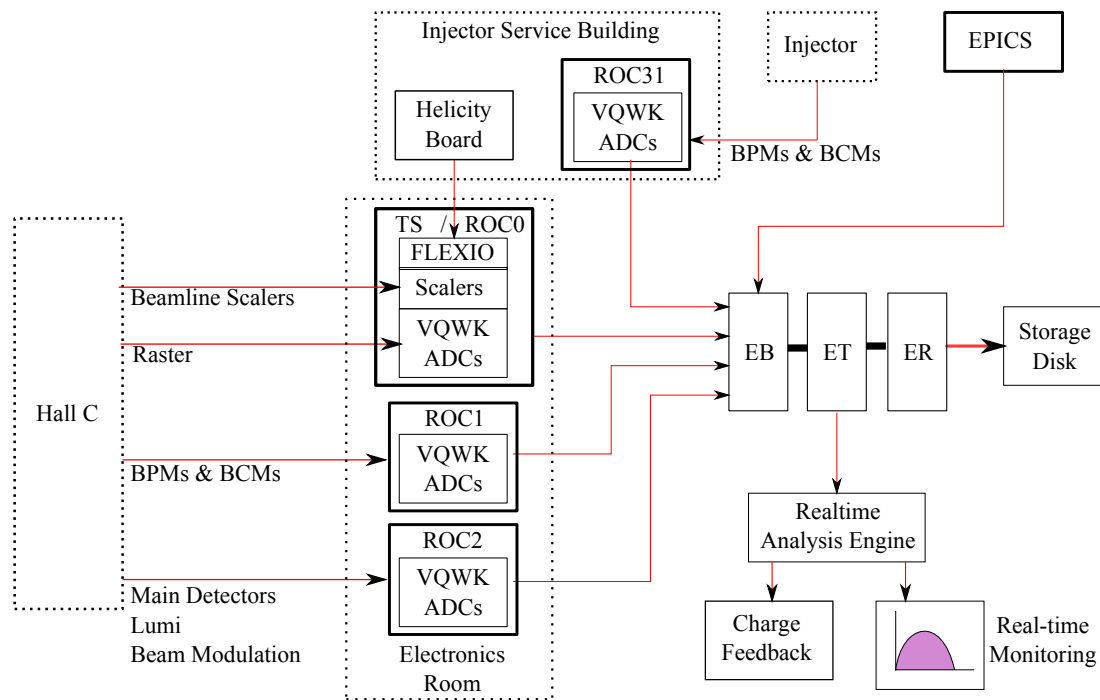 Injector Service Building
Injector
EPICS
ROC31
VQWK
ADCs
Helicity
Board
BPMs & BCMs
TS / ROC0
FLEXIO
Scalers
VQWK
ADCs
Beamline Scalers
Raster
Hall C
EB
ET
ER
Storage
Disk
ROC1
VQWK
ADCs
BPMs & BCMs
ROC2
VQWK
ADCs
Main Detectors
Lumi
Beam Modulation
Electronics
Room
Realtime
Analysis Engine
Charge
Feedback
Real-time
Monitoring